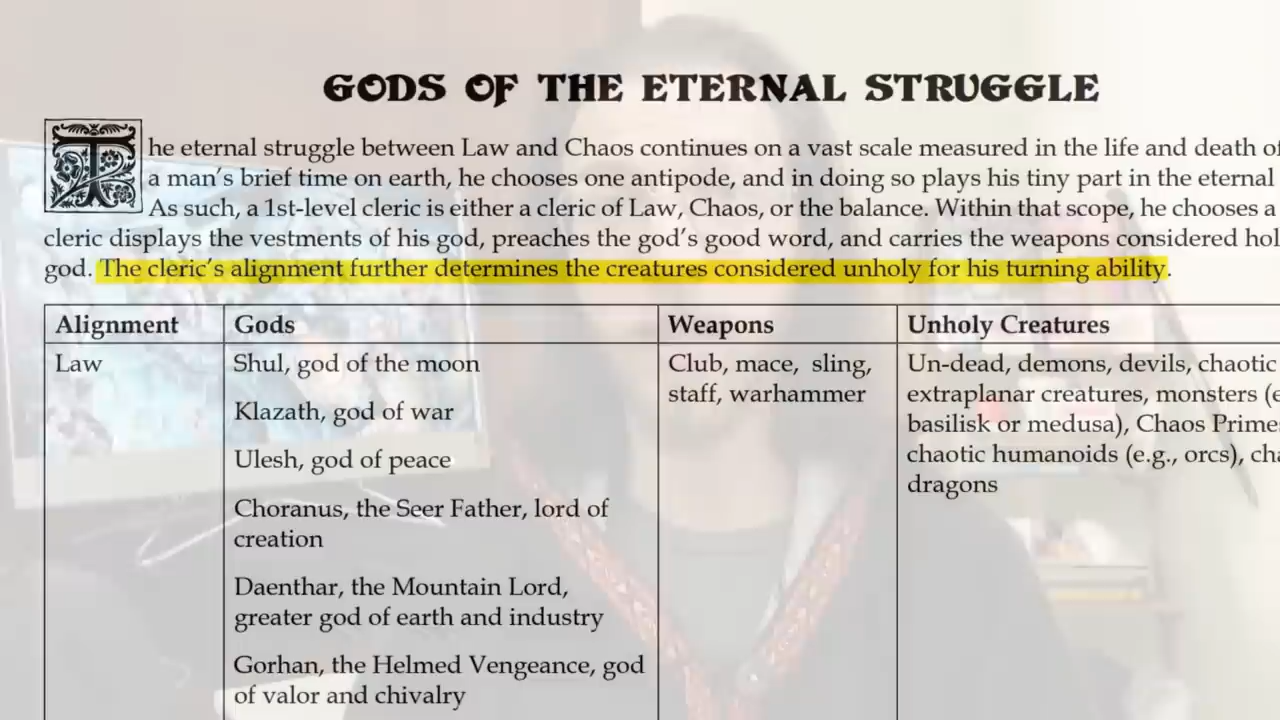 GODS OF THE ETERNAL STRUGGLE
The eternal struggle between Law and Chaos continues on a vast scale measured in the life and death of
a man's brief time on earth, he chooses one antipode, and in doing so plays his tiny part in the eternal
As such, a 1st-level cleric is either a cleric of Law, Chaos, or the balance. Within that scope, he chooses a
cleric displays the vestments of his god, preaches the god's good word, and carries the weapons considered hol
god. The cleric's alignment further determines the creatures considered unholy for his turning ability.
Alignment Gods Weapons Unholy Creatures
Law
Shul, god of the moon
Klazath, god of war
Ulesh, god of peace
Choranus, the Seer Father, lord of
creation
Daenthar, the Mountain Lord,
greater god of earth and industry
Gorhan, the Helmed Vengeance, god
of valor and chivalry
Club, mace, sling,
staff, warhammer
Un-dead, demons, devils, chaotic
extraplanar creatures, monsters (e
basilisk or medusa), Chaos Prime
chaotic humanoids (e.g., orcs), cha
dragons